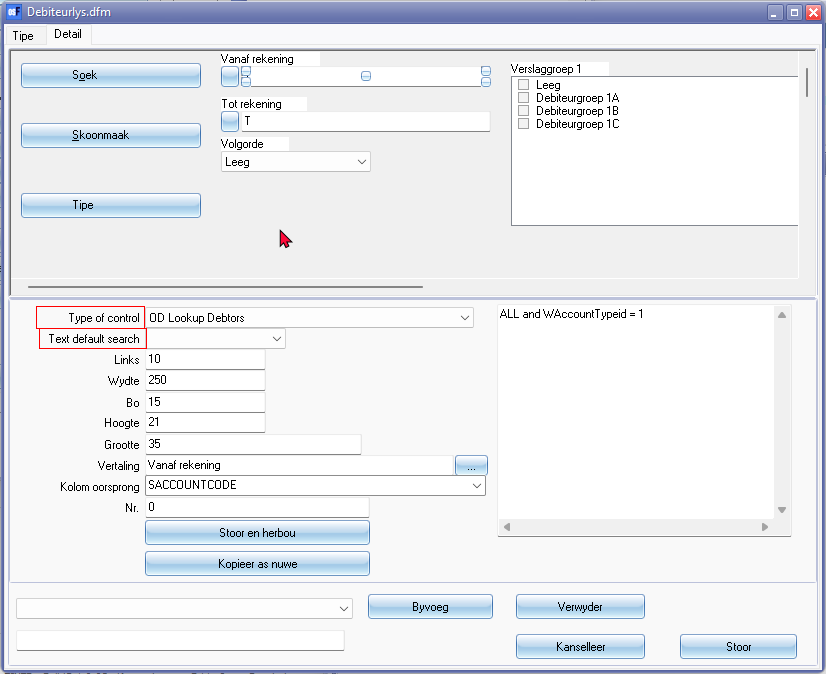 Debiteurlys.dfm
Tipe
Detail
Soek
Skoonmaak
Tipe
Vanaf rekening
Tot rekening
T
Volgorde
Leeg
Verslaggroep 1
Leeg
Debiteurgroep 1A
Debiteurgroep 1B
Debiteurgroep 1C
Type of control
OD Lookup Debtors
Text default search
Links
10
Wydte
250
Bo
15
Hoogte
21
Grootte
35
Vertaling
Vanaf rekening
...
Kolom oorsprong
SACCOUNTCODE
Nr.
0
Stoor en herbou
Kopieer as nuwe
ALL and WAccountTypeid = 1
Byvoeg
Verwyder
Kanselleer
Stoor